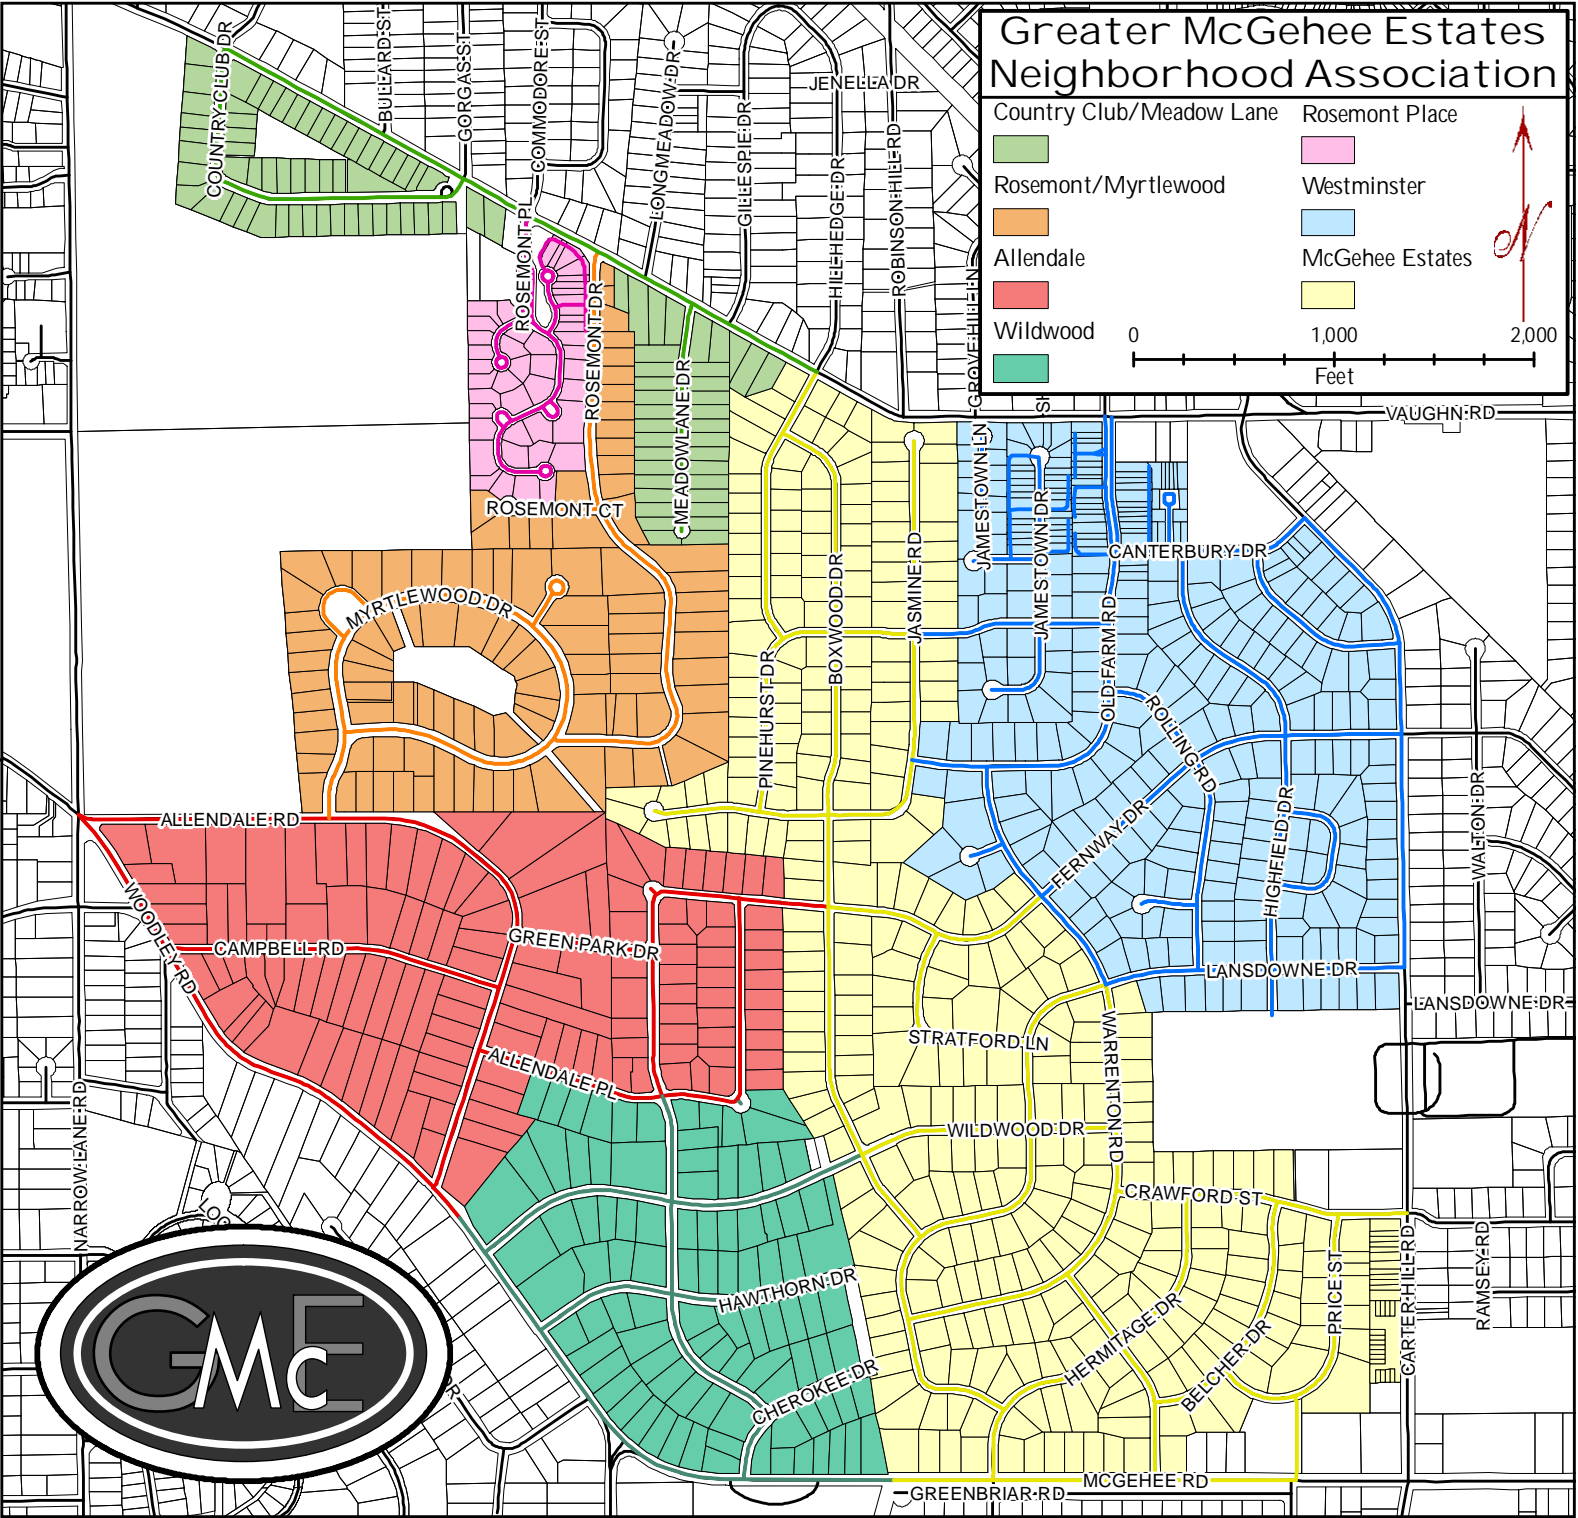 Greater McGehee Estates
Neighborhood Association
Country Club/Meadow Lane
Rosemont Place
Rosemont/Myrtlewood
Westminster
Allendale
McGehee Estates
Wildwood
N
0 1,000 2,000
Feet
COUNTRY CLUB DR
BULLARD ST
GORGAS ST
COMMODORE ST
LONGMEADOW DR
GILLESPIE DR
JENELLA DR
HILLHEDGE DR
ROBINSON HILL RD
GROVE HILL LN
SH
VAUGHN RD
ROSEMONT PL
ROSEMONT DR
MEADOWLANE DR
ROSEMONT CT
JAMESTOWN LN
JAMESTOWN DR
CANTERBURY DR
MYRTLEWOOD DR
BOXWOOD DR
JASMINE RD
OLD FARM RD
PINEHURST DR
ROLLING RD
FERNWAY DR
HIGHFIELD DR
WALTON DR
ALLENDALE RD
WOODLEY RD
CAMPBELL RD
GREEN PARK DR
LANSDOWNE DR
LANSDOWNE DR
STRATFORD LN
WARRENTON RD
ALLENDALE PL
NARROW LANE RD
WILDWOOD DR
CRAWFORD ST
LOO
HAWTHORN DR
HERMITAGE DR
BELCHER DR
PRICE ST
CARTER HILL RD
RAMSEY RD
CHEROKEE DR
GMcE
DR
MCGEHEE RD
GREENBRIAR RD